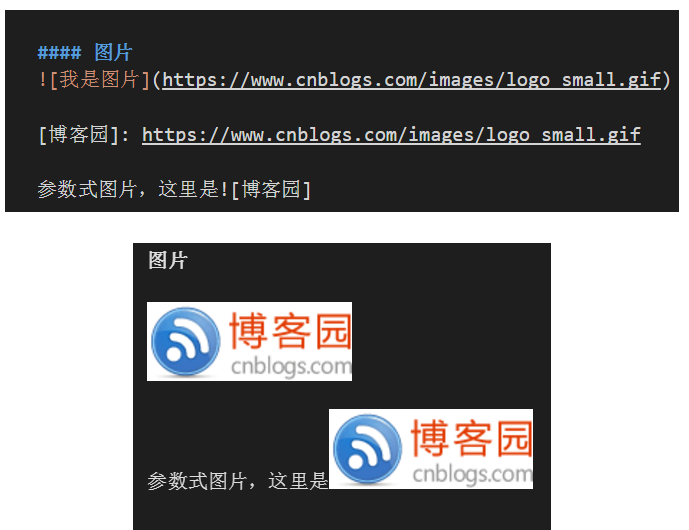 #### 图片
![我是图片](https://www.cnblogs.com/images/logo_small.gif)
[博客园]: https://www.cnblogs.com/images/logo_small.gif
参数式图片，这里是![博客园]
图片
博客园
cnblogs.com
参数式图片，这里是
博客园
cnblogs.com